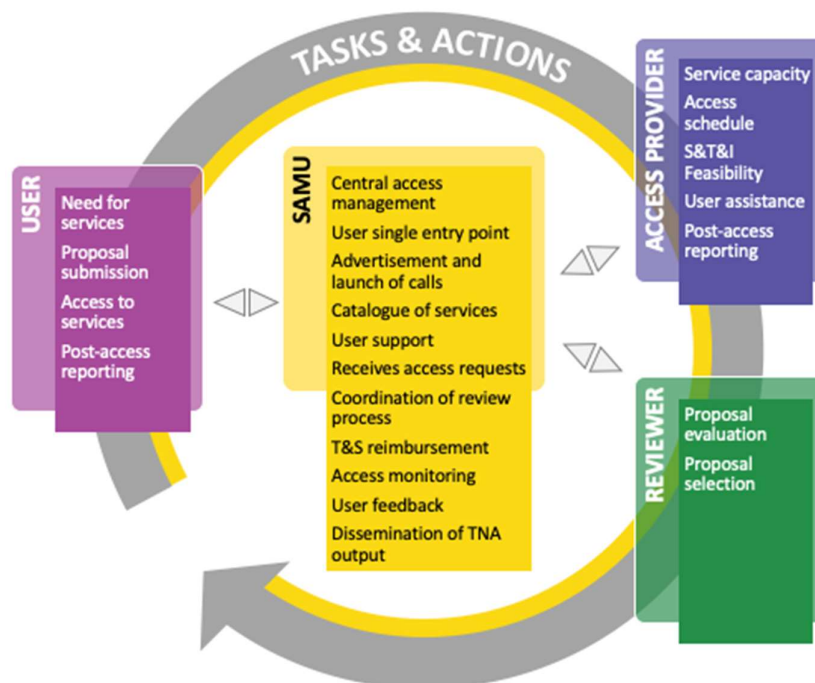 TASKS & ACTIONS
USER
Need for
services
Proposal
submission
Access to
services
Post-access
reporting
SAMU
Central access
management
User single entry point
Advertisement and
launch of calls
Catalogue of services
User support
Receives access requests
Coordination of review
process
T&S reimbursement
Access monitoring
User feedback
Dissemination of TNA
output
ACCESS PROVIDER
Service capacity
Access
schedule
S&T&I
Feasibility
User assistance
Post-access
reporting
REVIEWER
Proposal
evaluation
Proposal
selection